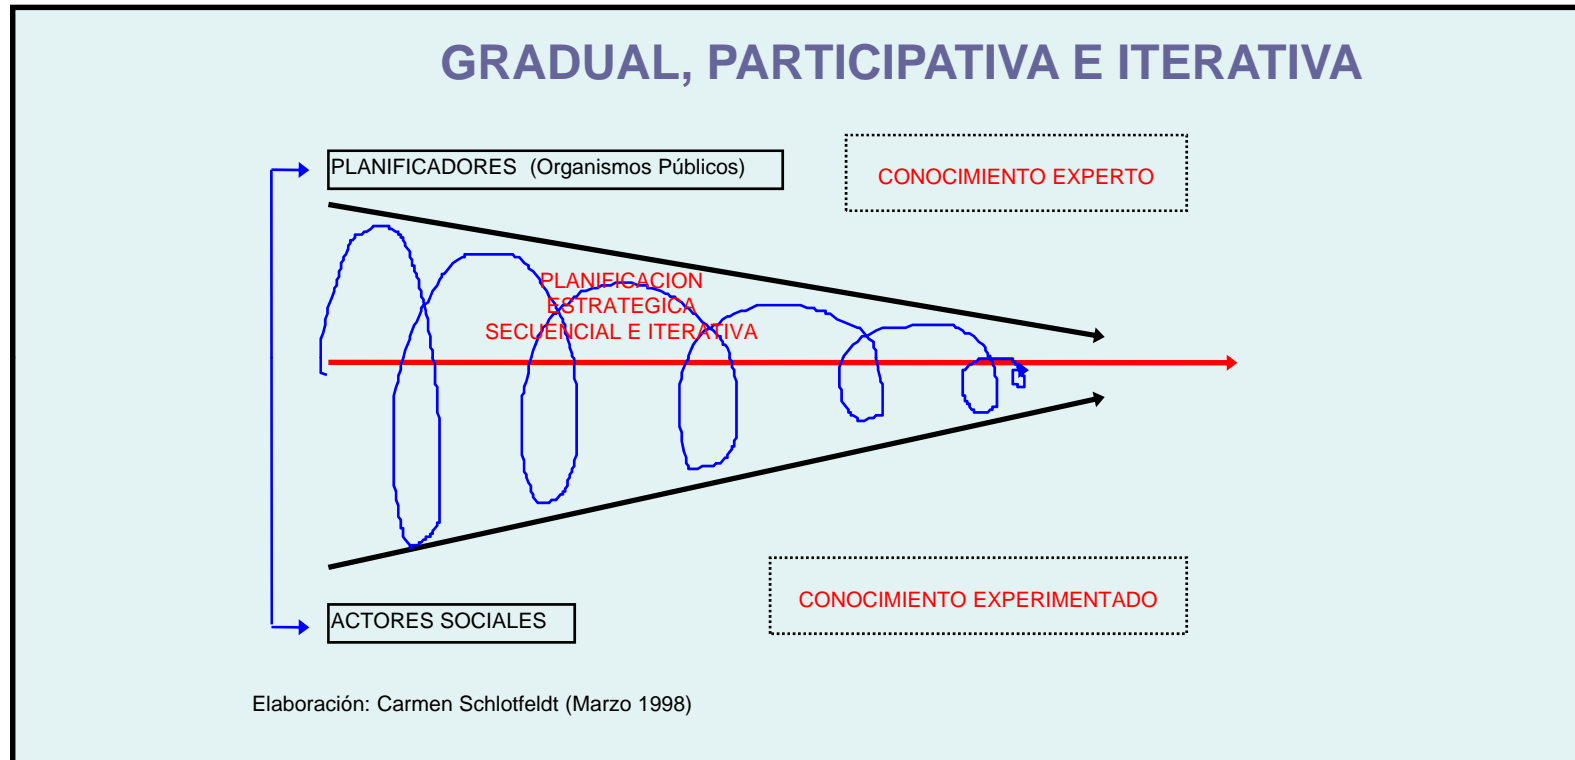 GRADUAL, PARTICIPATIVA E ITERATIVA
PLANIFICADORES (Organismos Públicos)
CONOCIMIENTO EXPERTO
PLANIFICACION
ESTRATEGICA
SECUENCIAL E ITERATIVA
CONOCIMIENTO EXPERIMENTADO
ACTORES SOCIALES
Elaboración: Carmen Schlotfeldt (Marzo 1998)